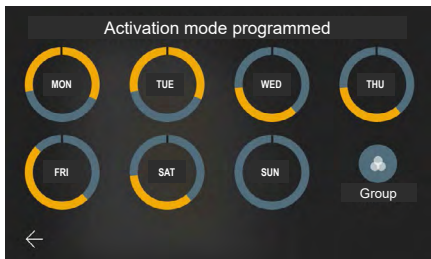 Activation mode programmed
MON
TUE
WED
THU
FRI
SAT
SUN
Group